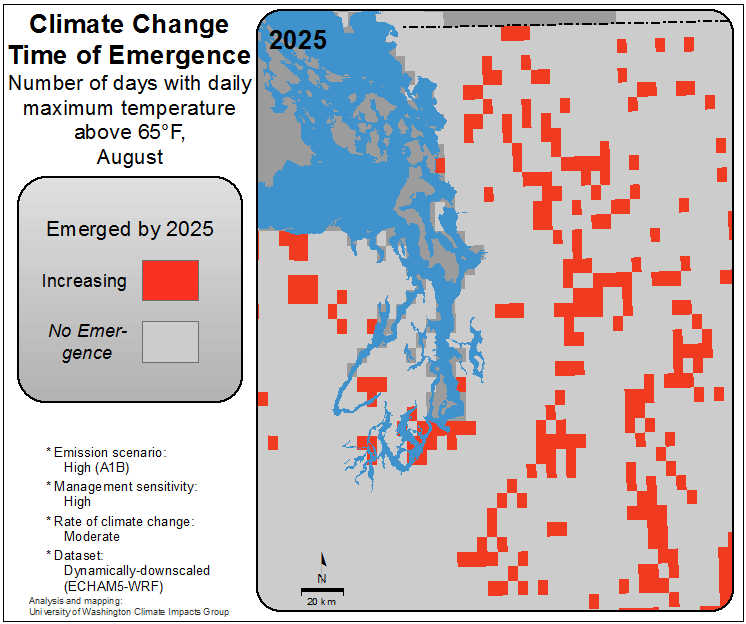 Climate Change
Time of Emergence
Number of days with daily
maximum temperature
above 65°F,
August
Emerged by 2025
Increasing
No Emer-
gence
* Emission scenario:
High (A1B)
* Management sensitivity:
High
* Rate of climate change:
Moderate
* Dataset:
Dynamically-downscaled
(ECHAM5-WRF)
Analysis and mapping:
University of Washington Climate Impacts Group
2025
N
20 km